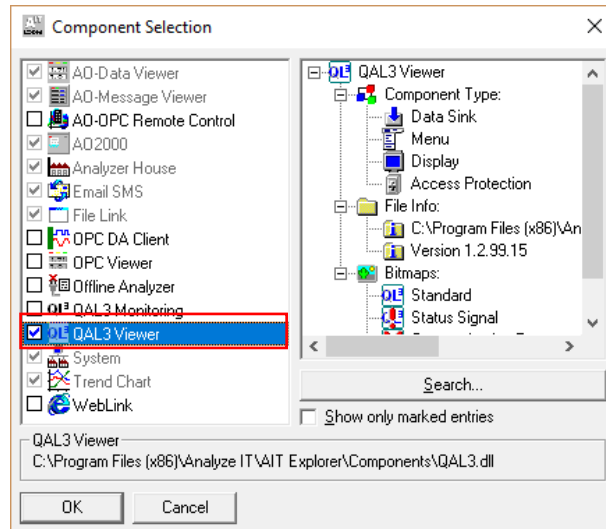 Component Selection
AO-Data Viewer
AO-Message Viewer
AO-OPC Remote Control
AO2000
Analyzer House
Email SMS
File Link
OPC DA Client
OPC Viewer
Offline Analyzer
QAL3 Monitoring
QAL3 Viewer
System
Trend Chart
WebLink
QAL3 Viewer
Component Type:
Data Sink
Menu
Display
Access Protection
File Info:
C:\Program Files (x86)\An
Version 1.2.99.15
Bitmaps:
Standard
Status Signal
Search...
Show only marked entries
QAL3 Viewer
C:\Program Files (x86)\Analyze IT\AIT Explorer\Components\QAL3.dll
OK
Cancel